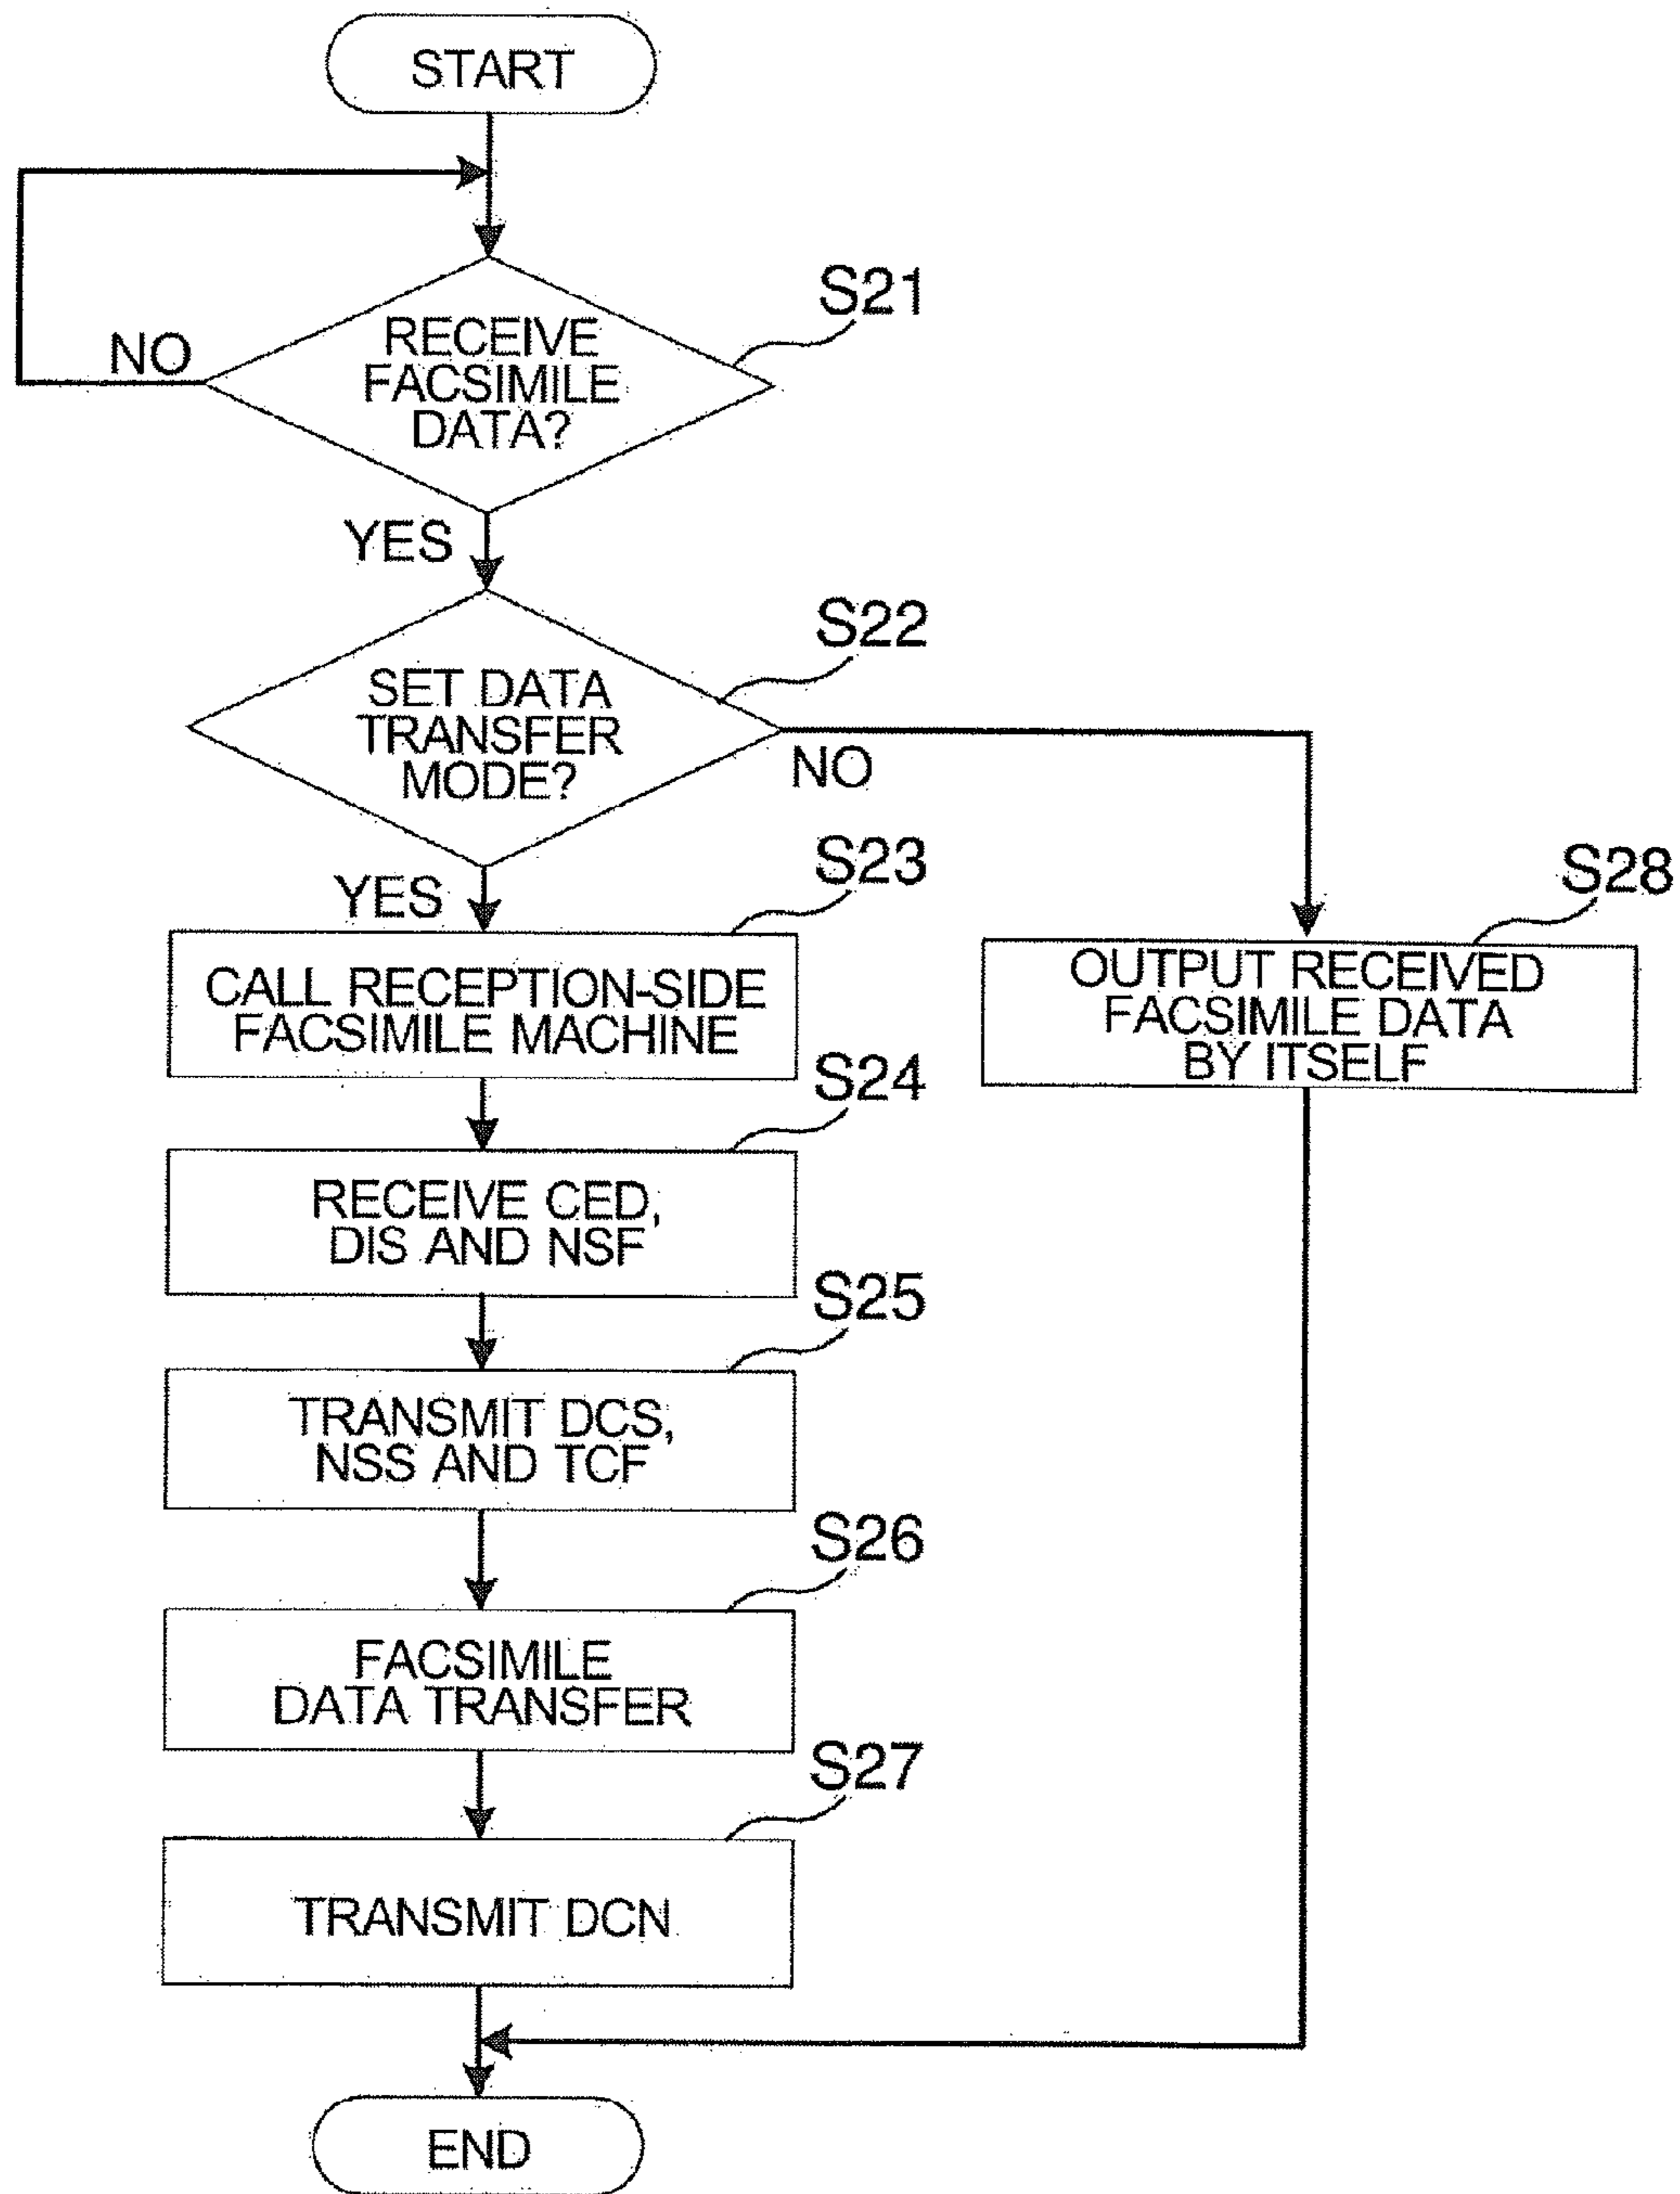 START
S21
RECEIVE
FACSIMILE
DATA?
NO
YES
S22
SET DATA
TRANSFER
MODE?
NO
YES
S23
CALL RECEPTION-SIDE
FACSIMILE MACHINE
S28
OUTPUT RECEIVED
FACSIMILE DATA
BY ITSELF
S24
RECEIVE CED,
DIS AND NSF
S25
TRANSMIT DCS,
NSS AND TCF
S26
FACSIMILE
DATA TRANSFER
S27
TRANSMIT DCN
END